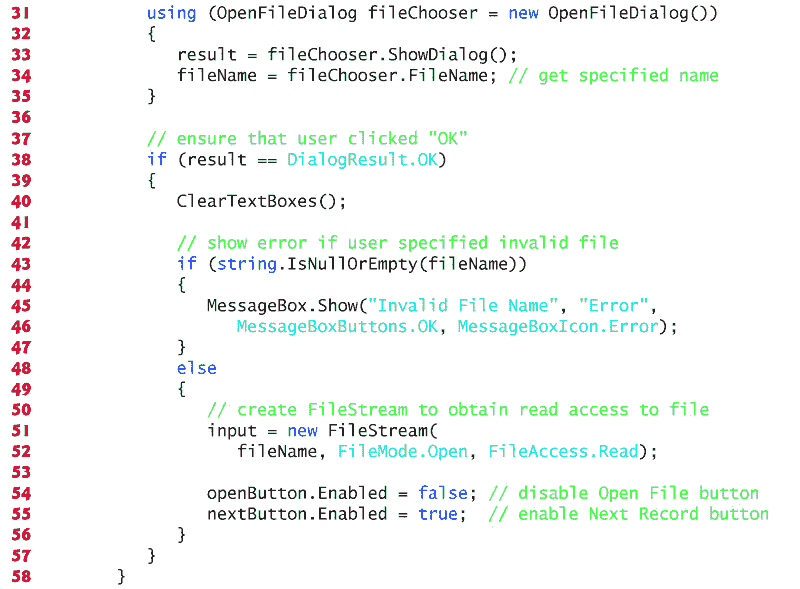 31 using (OpenFileDialog fileChooser = new OpenFileDialog())
32 {
33 result = fileChooser.ShowDialog();
34 fileName = fileChooser.FileName; // get specified name
35 }
36
37 // ensure that user clicked "OK"
38 if (result == DialogResult.OK)
39 {
40 ClearTextBoxes();
41
42 // show error if user specified invalid file
43 if (string.IsNullOrEmpty(fileName))
44 {
45 MessageBox.Show("Invalid File Name", "Error",
46 MessageBoxButtons.OK, MessageBoxIcon.Error);
47 }
48 else
49 {
50 // create FileStream to obtain read access to file
51 input = new FileStream(
52 fileName, FileMode.Open, FileAccess.Read);
53
54 openButton.Enabled = false; // disable Open File button
55 nextButton.Enabled = true; // enable Next Record button
56 }
57 }
58 }